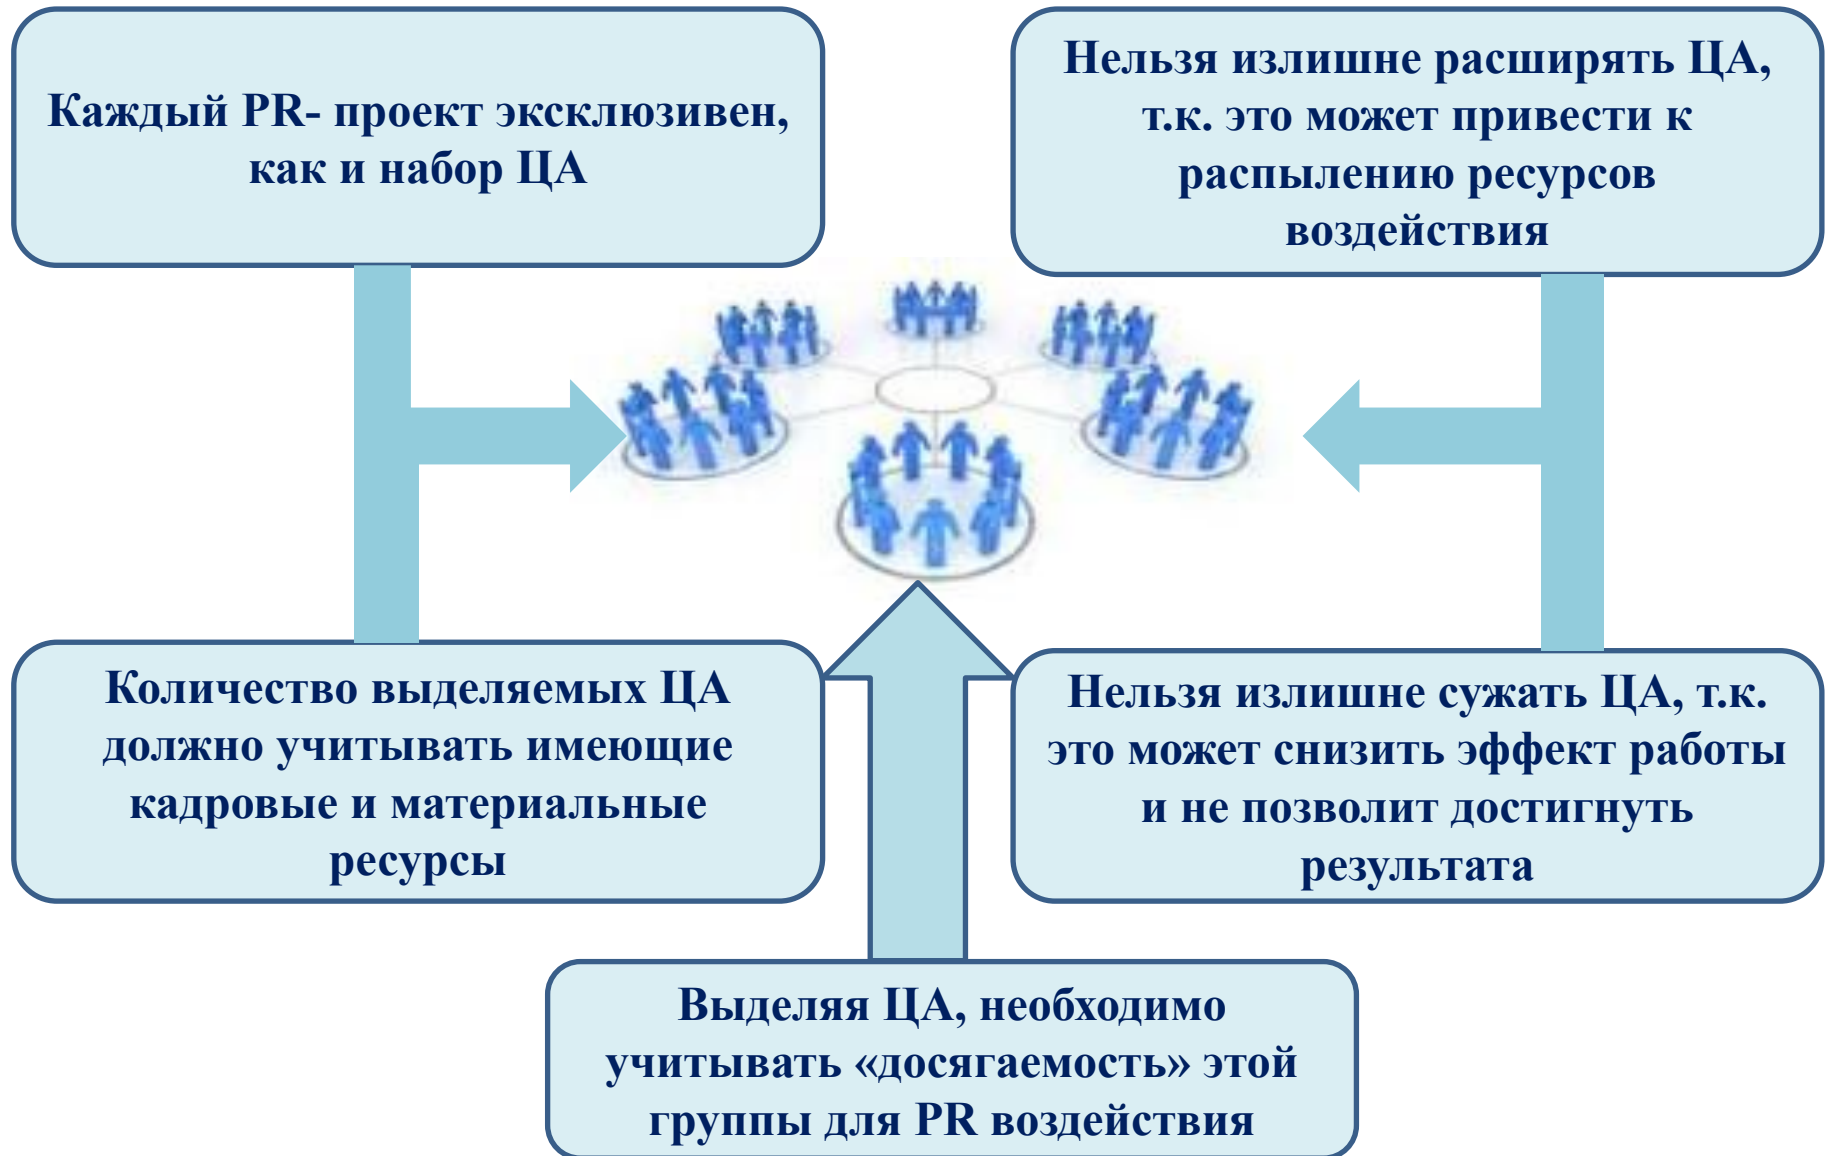 Каждый PR- проект эксклюзивен,
как и набор ЦА
Нельзя излишне расширять ЦА,
т.к. это может привести к
распылению ресурсов
воздействия
Количество выделяемых ЦА
должно учитывать имеющие
кадровые и материальные
ресурсы
Нельзя излишне сужать ЦА, т.к.
это может снизить эффект работы
и не позволит достигнуть
результата
Выделяя ЦА, необходимо
учитывать «досягаемость» этой
группы для PR воздействия